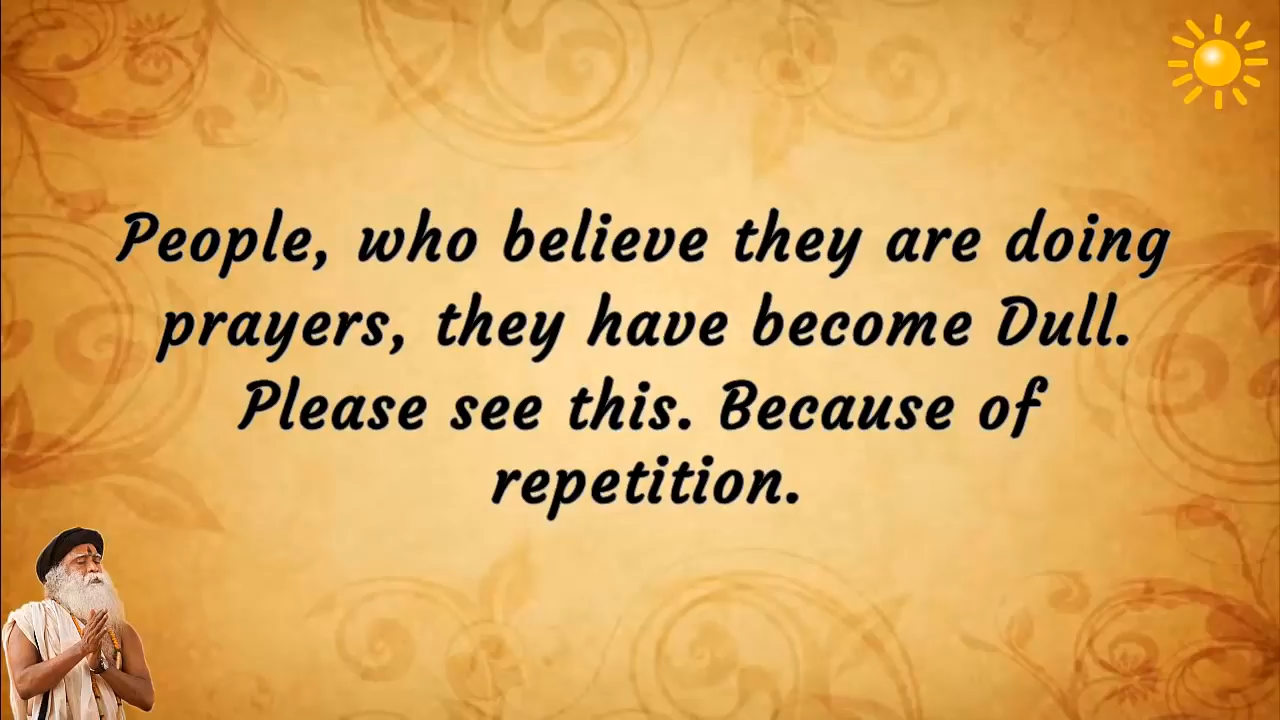 People, who believe they are doing
prayers, they have become Dull.
Please see this. Because of
repetition.